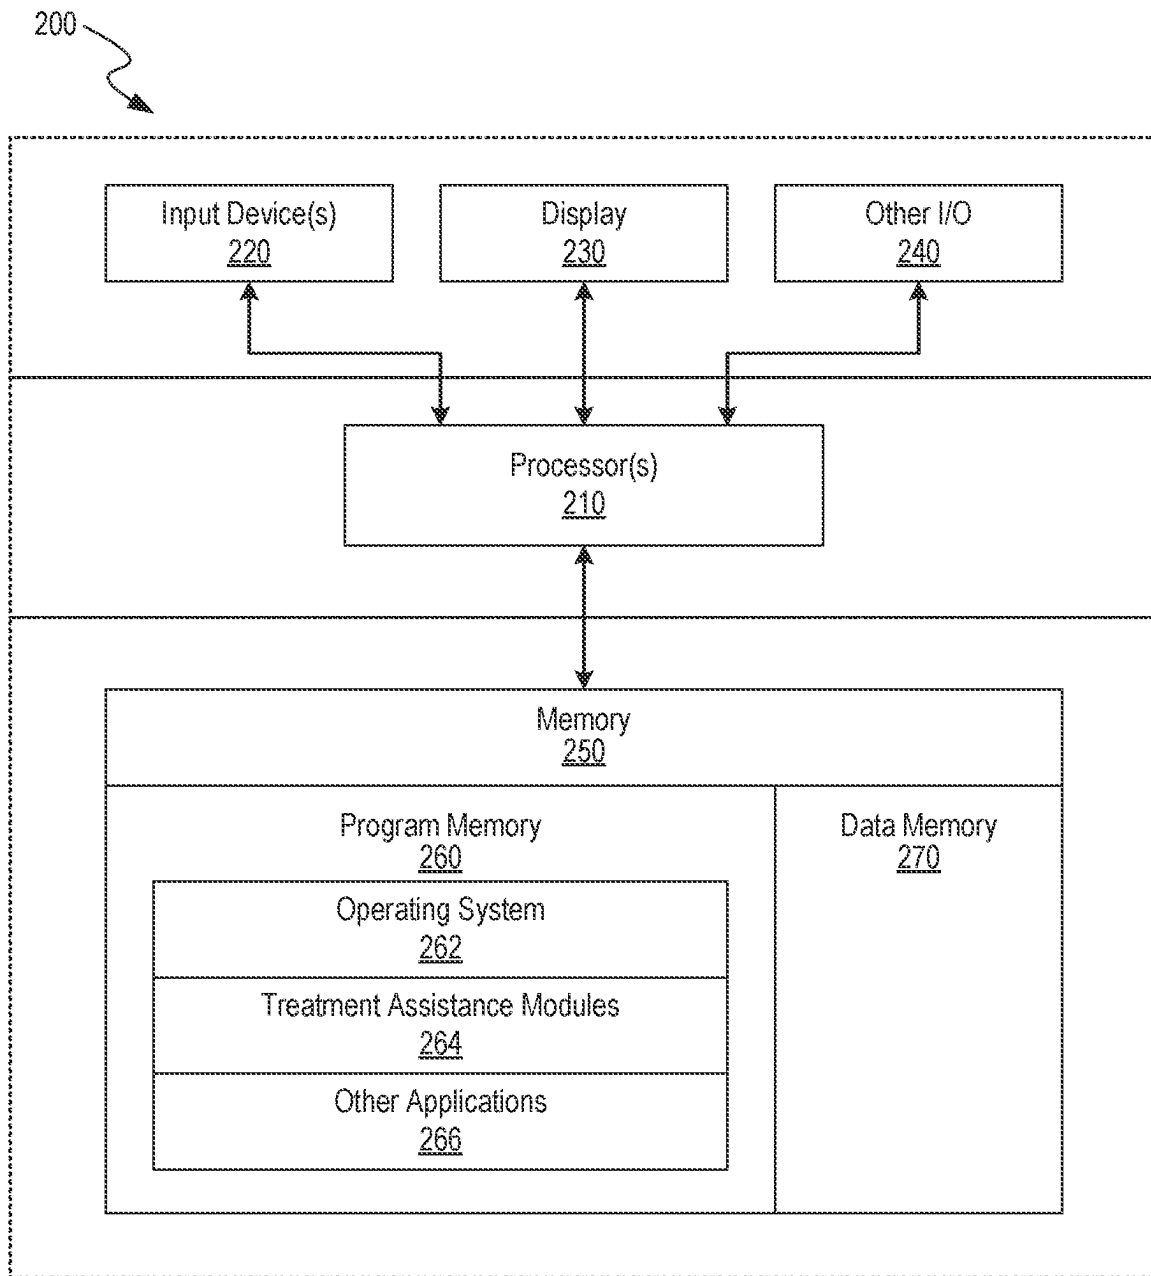 200
Input Device(s)
220
Display
230
Other I/O
240
Processor(s)
210
Memory
250
Program Memory
260
Data Memory
270
Operating System
262
Treatment Assistance Modules
264
Other Applications
266